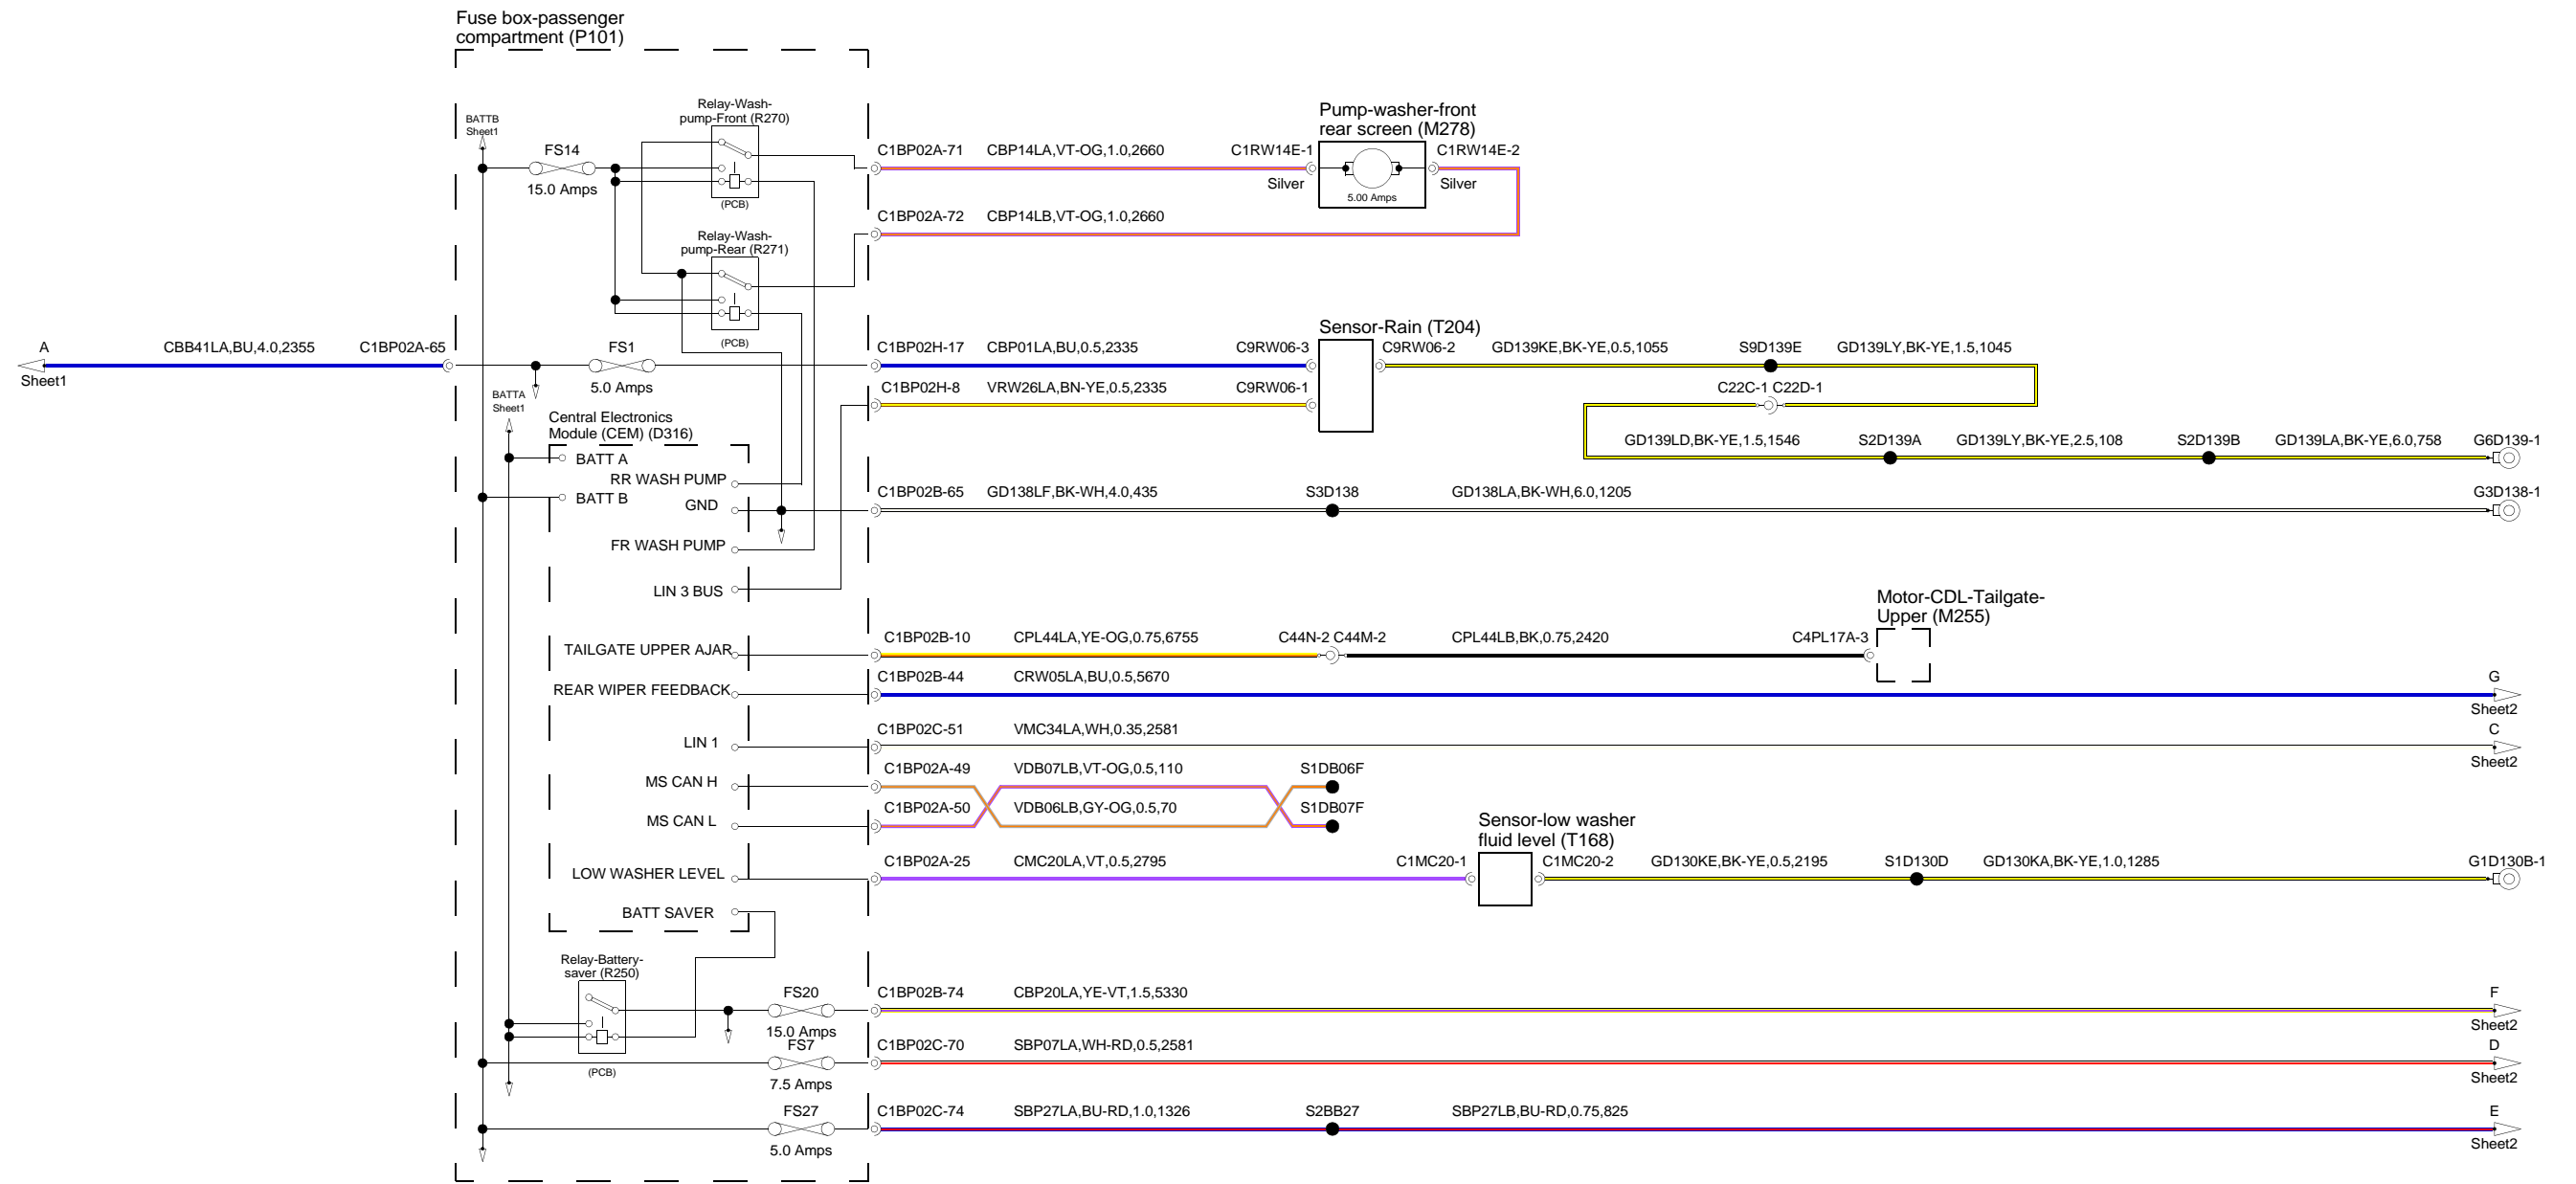 Fuse box-passenger
compartment (P101)
BATTB
Sheet1
FS14
15.0 Amps
Relay-Wash-
pump-Front (R270)
(PCB)
C1BP02A-71 CBP14LA,VT-OG,1.0,2660 C1RW14E-1
Silver
Pump-washer-front
rear screen (M278)
5.00 Amps
C1RW14E-2
Silver
C1BP02A-72 CBP14LB,VT-OG,1.0,2660
Relay-Wash-
pump-Rear (R271)
(PCB)
A
Sheet1
CBB41LA,BU,4.0,2355 C1BP02A-65
FS1
5.0 Amps
C1BP02H-17 CBP01LA,BU,0.5,2335 C9RW06-3
Sensor-Rain (T204)
C9RW06-2 GD139KE,BK-YE,0.5,1055 S9D139E GD139LY,BK-YE,1.5,1045
C1BP02H-8 VRW26LA,BN-YE,0.5,2335 C9RW06-1
C22C-1 C22D-1
GD139LD,BK-YE,1.5,1546 S2D139A GD139LY,BK-YE,2.5,108 S2D139B GD139LA,BK-YE,6.0,758 G6D139-1
BATTA
Sheet1
Central Electronics
Module (CEM) (D316)
BATT A
RR WASH PUMP
BATT B
GND
C1BP02B-65 GD138LF,BK-WH,4.0,435 S3D138 GD138LA,BK-WH,6.0,1205 G3D138-1
FR WASH PUMP
LIN 3 BUS
TAILGATE UPPER AJAR
C1BP02B-10 CPL44LA,YE-OG,0.75,6755 C44N-2 C44M-2 CPL44LB,BK,0.75,2420 C4PL17A-3
Motor-CDL-Tailgate-
Upper (M255)
REAR WIPER FEEDBACK
C1BP02B-44 CRW05LA,BU,0.5,5670
G
Sheet2
LIN 1
C1BP02C-51 VMC34LA,WH,0.35,2581
C
Sheet2
MS CAN H
C1BP02A-49 VDB07LB,VT-OG,0.5,110 S1DB06F
MS CAN L
C1BP02A-50 VDB06LB,GY-OG,0.5,70 S1DB07F
LOW WASHER LEVEL
C1BP02A-25 CMC20LA,VT,0.5,2795 C1MC20-1
Sensor-low washer
fluid level (T168)
C1MC20-2 GD130KE,BK-YE,0.5,2195 S1D130D GD130KA,BK-YE,1.0,1285 G1D130B-1
BATT SAVER
Relay-Battery-
saver (R250)
(PCB)
FS20
15.0 Amps
C1BP02B-74 CBP20LA,YE-VT,1.5,5330
F
Sheet2
FS7
7.5 Amps
C1BP02C-70 SBP07LA,WH-RD,0.5,2581
D
Sheet2
FS27
5.0 Amps
C1BP02C-74 SBP27LA,BU-RD,1.0,1326 S2BB27 SBP27LB,BU-RD,0.75,825
E
Sheet2